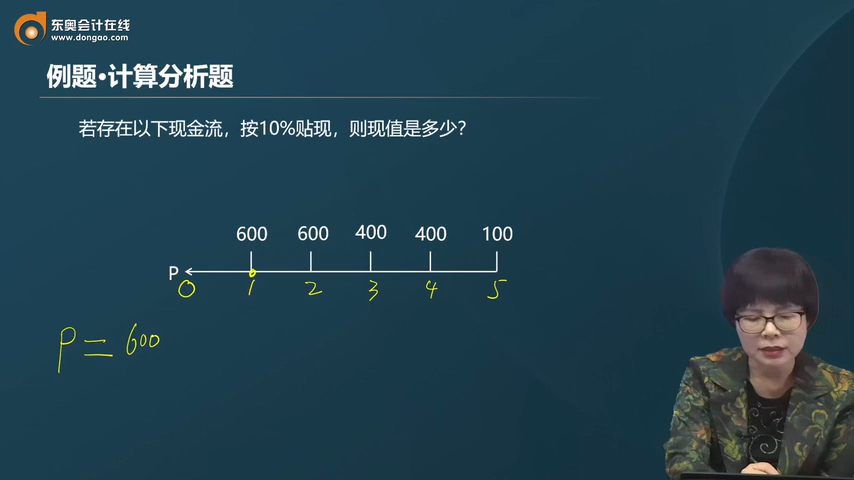 东奥会计在线
www.dongao.com
例题•计算分析题
若存在以下现金流，按10%贴现，则现值是多少？
600 600 400 400 100
P
0 1 2 3 4 5
P = 600